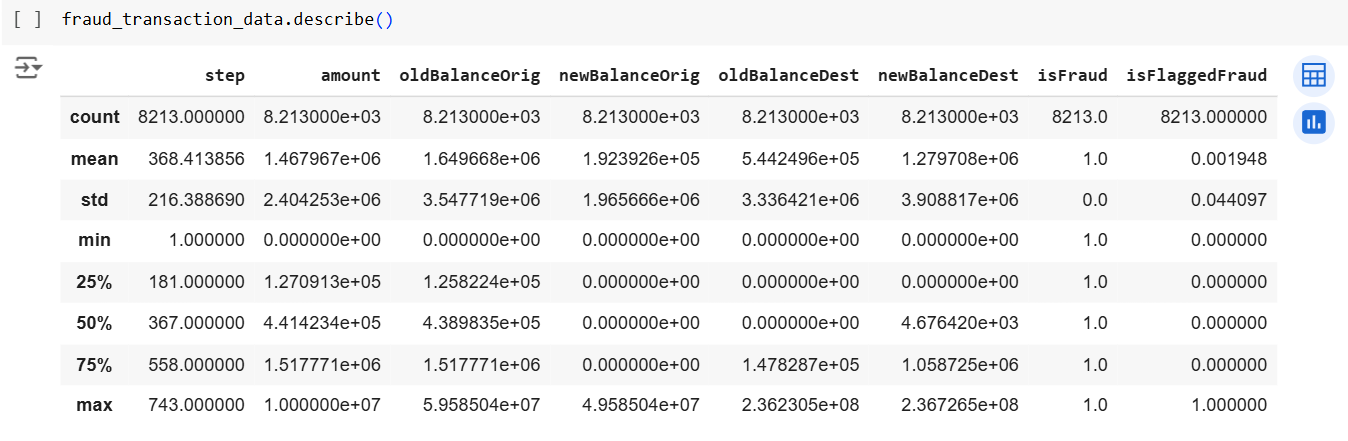 [ ] fraud_transaction_data.describe()
step amount oldBalanceOrig newBalanceOrig oldBalanceDest newBalanceDest isFraud isFlaggedFraud
count 8213.000000 8.213000e+03 8.213000e+03 8.213000e+03 8.213000e+03 8.213000e+03 8213.0 8213.000000
mean 368.413856 1.467967e+06 1.649668e+06 1.923926e+05 5.442496e+05 1.279708e+06 1.0 0.001948
std 216.388690 2.404253e+06 3.547719e+06 1.965666e+06 3.336421e+06 3.908817e+06 0.0 0.044097
min 1.000000 0.000000e+00 0.000000e+00 0.000000e+00 0.000000e+00 0.000000e+00 1.0 0.000000
25% 181.000000 1.270913e+05 1.258224e+05 0.000000e+00 0.000000e+00 0.000000e+00 1.0 0.000000
50% 367.000000 4.414234e+05 4.389835e+05 0.000000e+00 0.000000e+00 4.676420e+03 1.0 0.000000
75% 558.000000 1.517771e+06 1.517771e+06 0.000000e+00 1.478287e+05 1.058725e+06 1.0 0.000000
max 743.000000 1.000000e+07 5.958504e+07 4.958504e+07 2.362305e+08 2.367265e+08 1.0 1.000000